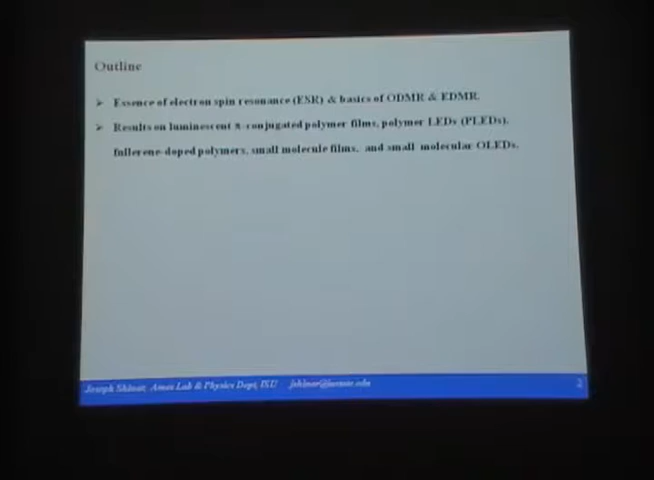 Outline
➢ Essence of electron spin resonance (ESR) & basics of ODMR & EDMR.
➢ Results on luminescent π-conjugated polymer films, polymer LEDs (PLEDs),
fullerene-doped polymers, small molecule films, and small molecular OLEDs.
Joseph Shinar, Ames Lab & Physics Dept, ISU
2